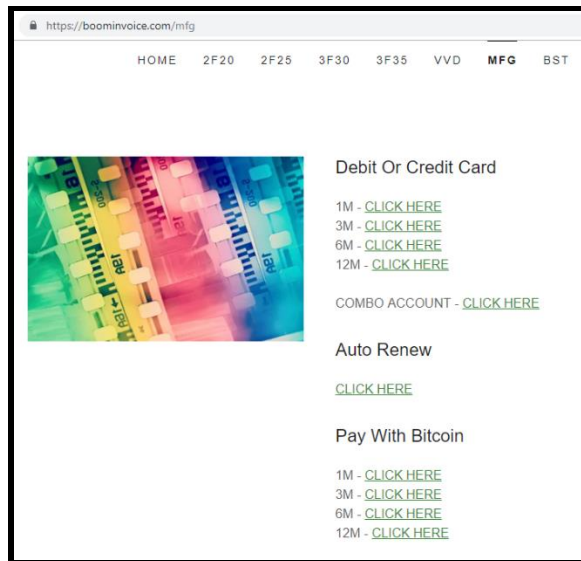 https://boominvoice.com/mfg
HOME 2F20 2F25 3F30 3F35 VVD MFG BST
Debit Or Credit Card
1M - CLICK HERE
3M - CLICK HERE
6M - CLICK HERE
12M - CLICK HERE
COMBO ACCOUNT - CLICK HERE
Auto Renew
CLICK HERE
Pay With Bitcoin
1M - CLICK HERE
3M - CLICK HERE
6M - CLICK HERE
12M - CLICK HERE